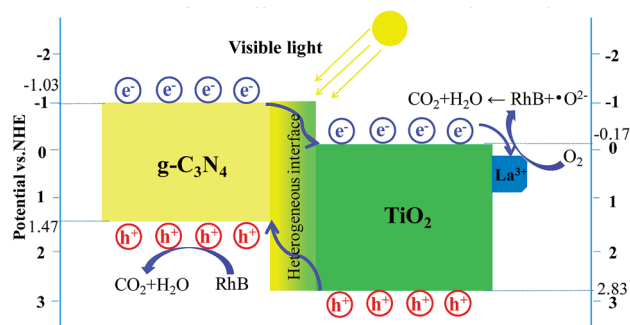 Visible light
-2
-1.03
-1
0
1
1.47
2
3
Potential vs.NHE
e⁻ e⁻ e⁻ e⁻
g-C₃N₄
h⁺ h⁺ h⁺ h⁺
CO₂+H₂O RhB
Heterogeneous interface
e⁻ e⁻ e⁻ e⁻
TiO₂
h⁺ h⁺ h⁺ h⁺
CO₂+H₂O ← RhB+•O²⁻
O₂
La³⁺
-2
-1
-0.17
0
1
2
2.83
3